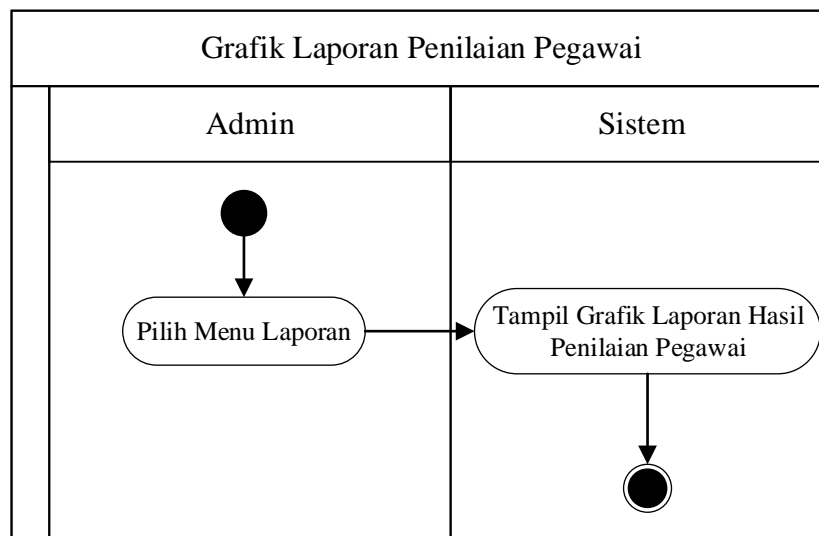 Grafik Laporan Penilaian Pegawai
Admin
Sistem
Pilih Menu Laporan
Tampil Grafik Laporan Hasil
Penilaian Pegawai